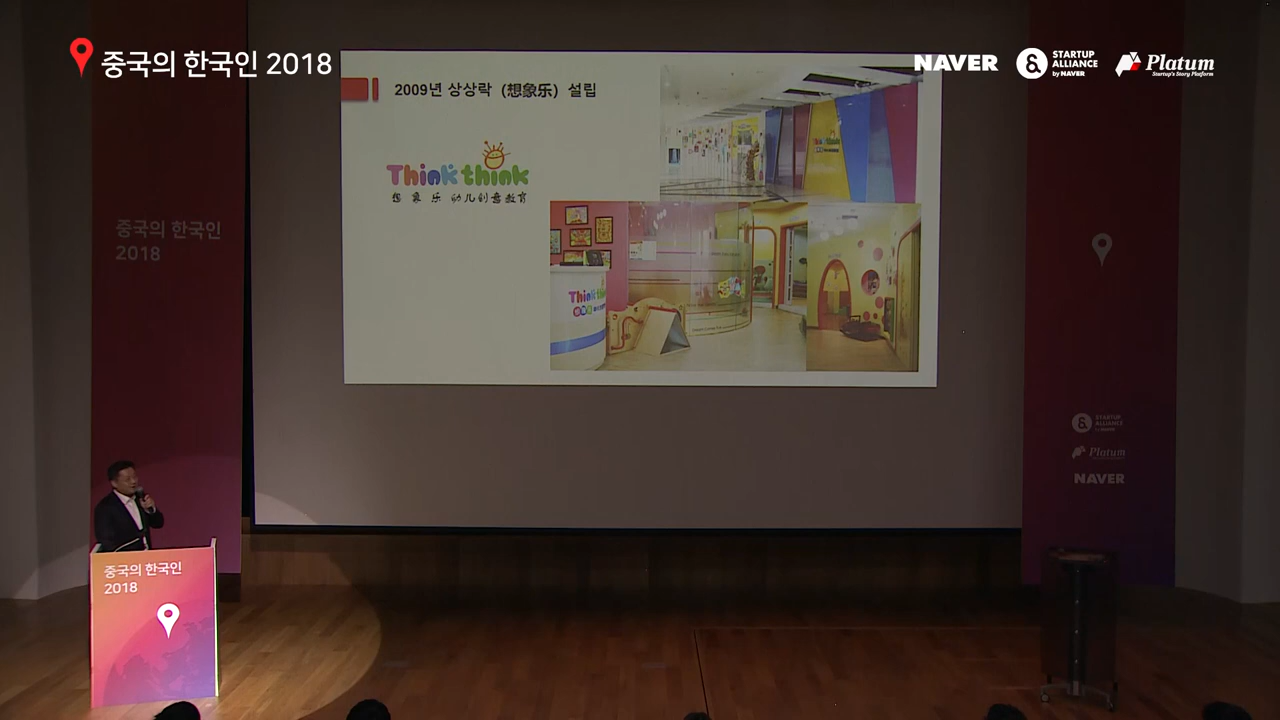 중국의 한국인 2018
NAVER
&
STARTUP
ALLIANCE
by NAVER
Platum
Startup's Story Platform
2009년 상상락 (想象乐) 설립
Think think
想象乐 幼儿创意教育
중국의 한국인
2018
&
STARTUP
ALLIANCE
by NAVER
Platum
NAVER
중국의 한국인
2018